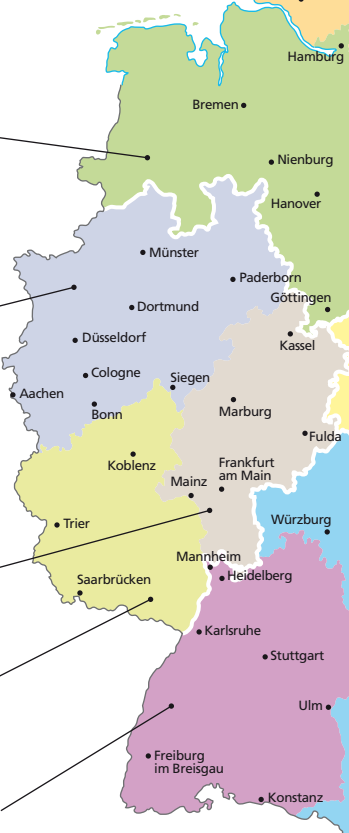 Hamburg
Bremen
Nienburg
Hanover
Münster
Paderborn
Göttingen
Dortmund
Kassel
Düsseldorf
Cologne
Siegen
Aachen
Marburg
Bonn
Fulda
Koblenz
Frankfurt
am Main
Mainz
Würzburg
Trier
Mannheim
Heidelberg
Saarbrücken
Karlsruhe
Stuttgart
Ulm
Freiburg
im Breisgau
Konstanz